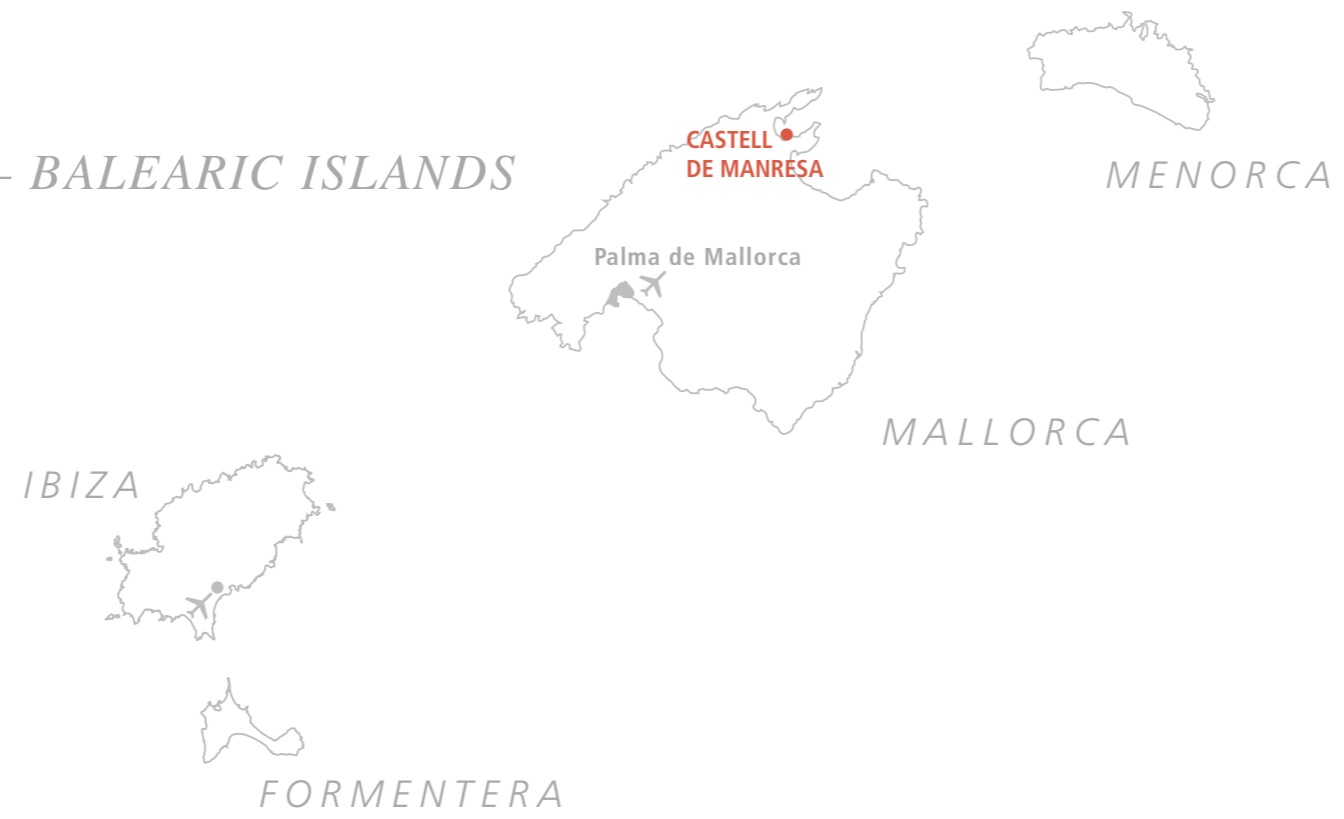 – BALEARIC ISLANDS
CASTELL
DE MANRESA
MENORCA
Palma de Mallorca
MALLORCA
IBIZA
FORMENTERA